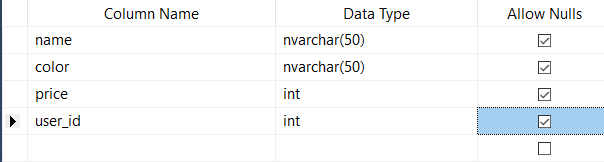 Column Name Data Type Allow Nulls
name nvarchar(50)
color nvarchar(50)
price int
user_id int